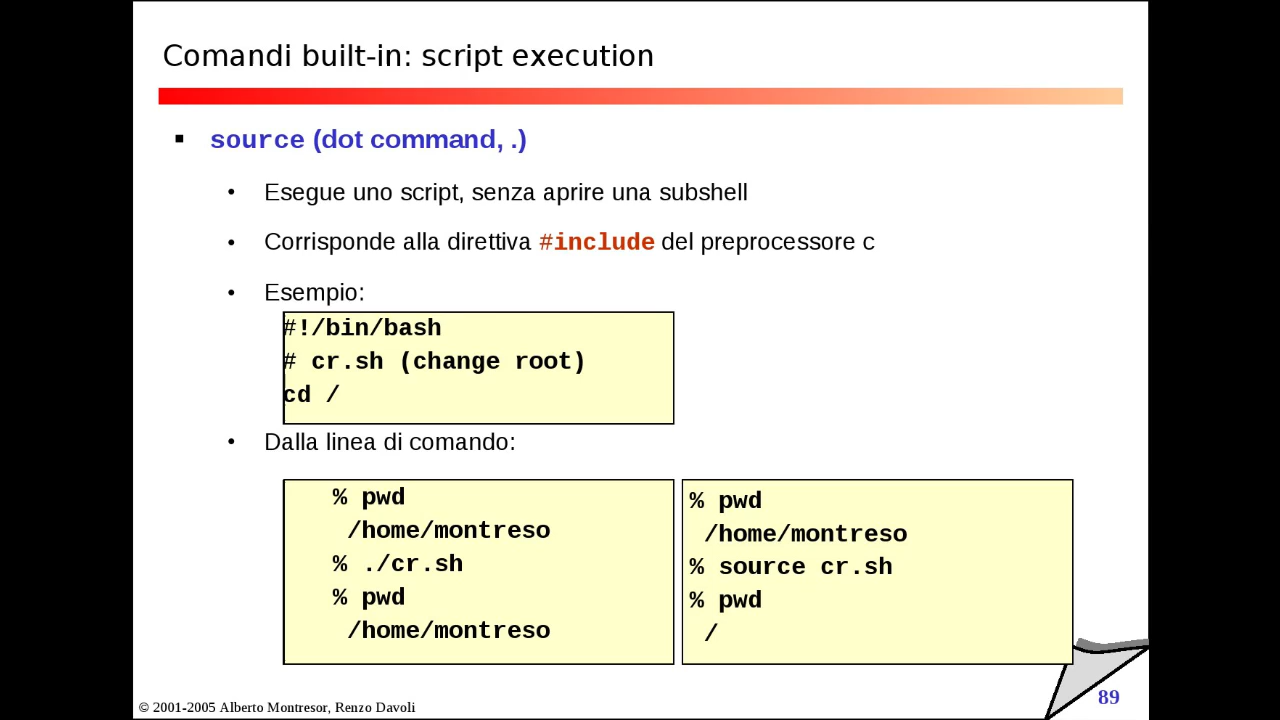 Comandi built-in: script execution
source (dot command, .)
Esegue uno script, senza aprire una subshell
Corrisponde alla direttiva #include del preprocessore c
Esempio:
#!/bin/bash
# cr.sh (change root)
cd /
Dalla linea di comando:
% pwd
/home/montreso
% ./cr.sh
% pwd
/home/montreso
% pwd
/home/montreso
% source cr.sh
% pwd
/
© 2001-2005 Alberto Montresor, Renzo Davoli
89